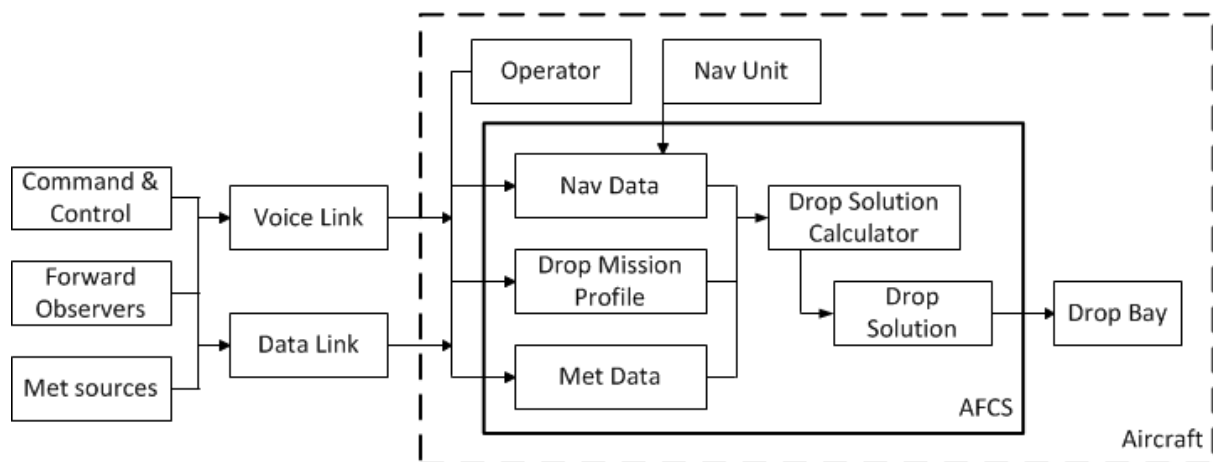 Operator
Nav Unit
Command &
Control
Voice Link
Nav Data
Drop Solution
Calculator
Forward
Observers
Drop Mission
Profile
Drop
Solution
Drop Bay
Data Link
Met sources
Met Data
AFCS
Aircraft